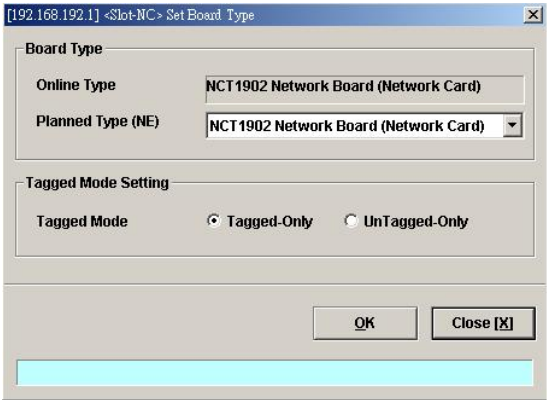 [192.168.192.1] <Slot-NC> Set Board Type
Board Type
Online Type NCT1902 Network Board (Network Card)
Planned Type (NE) NCT1902 Network Board (Network Card)
Tagged Mode Setting
Tagged Mode Tagged-Only UnTagged-Only
OK Close [X]